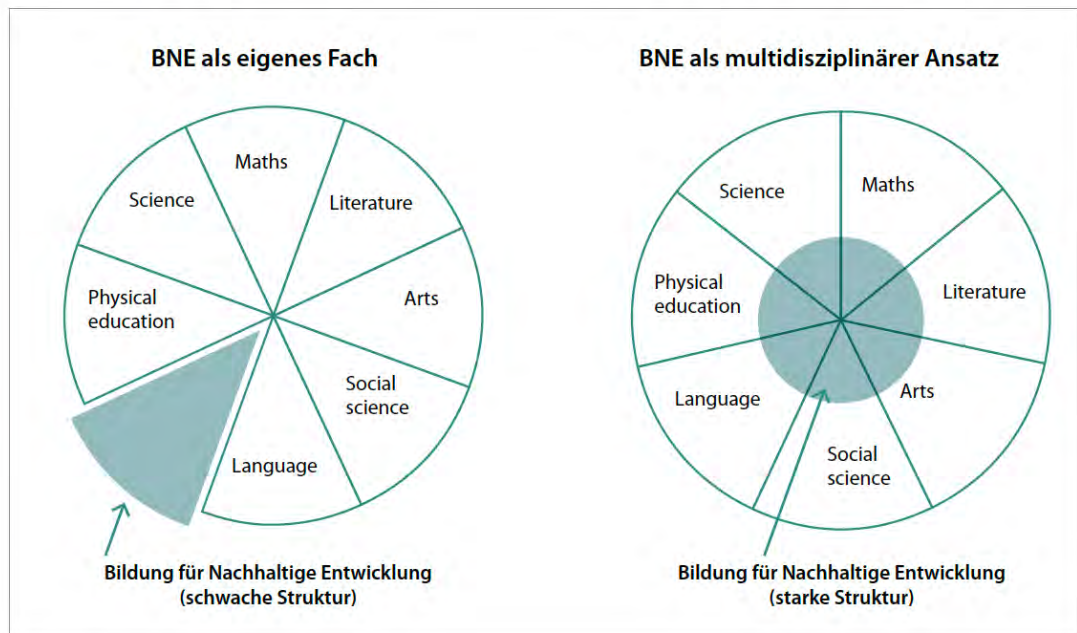 BNE als eigenes Fach
Maths
Science
Literature
Physical
education
Arts
Social
science
Language
Bildung für Nachhaltige Entwicklung
(schwache Struktur)
BNE als multidisziplinärer Ansatz
Science
Maths
Physical
education
Literature
Language
Arts
Social
science
Bildung für Nachhaltige Entwicklung
(starke Struktur)